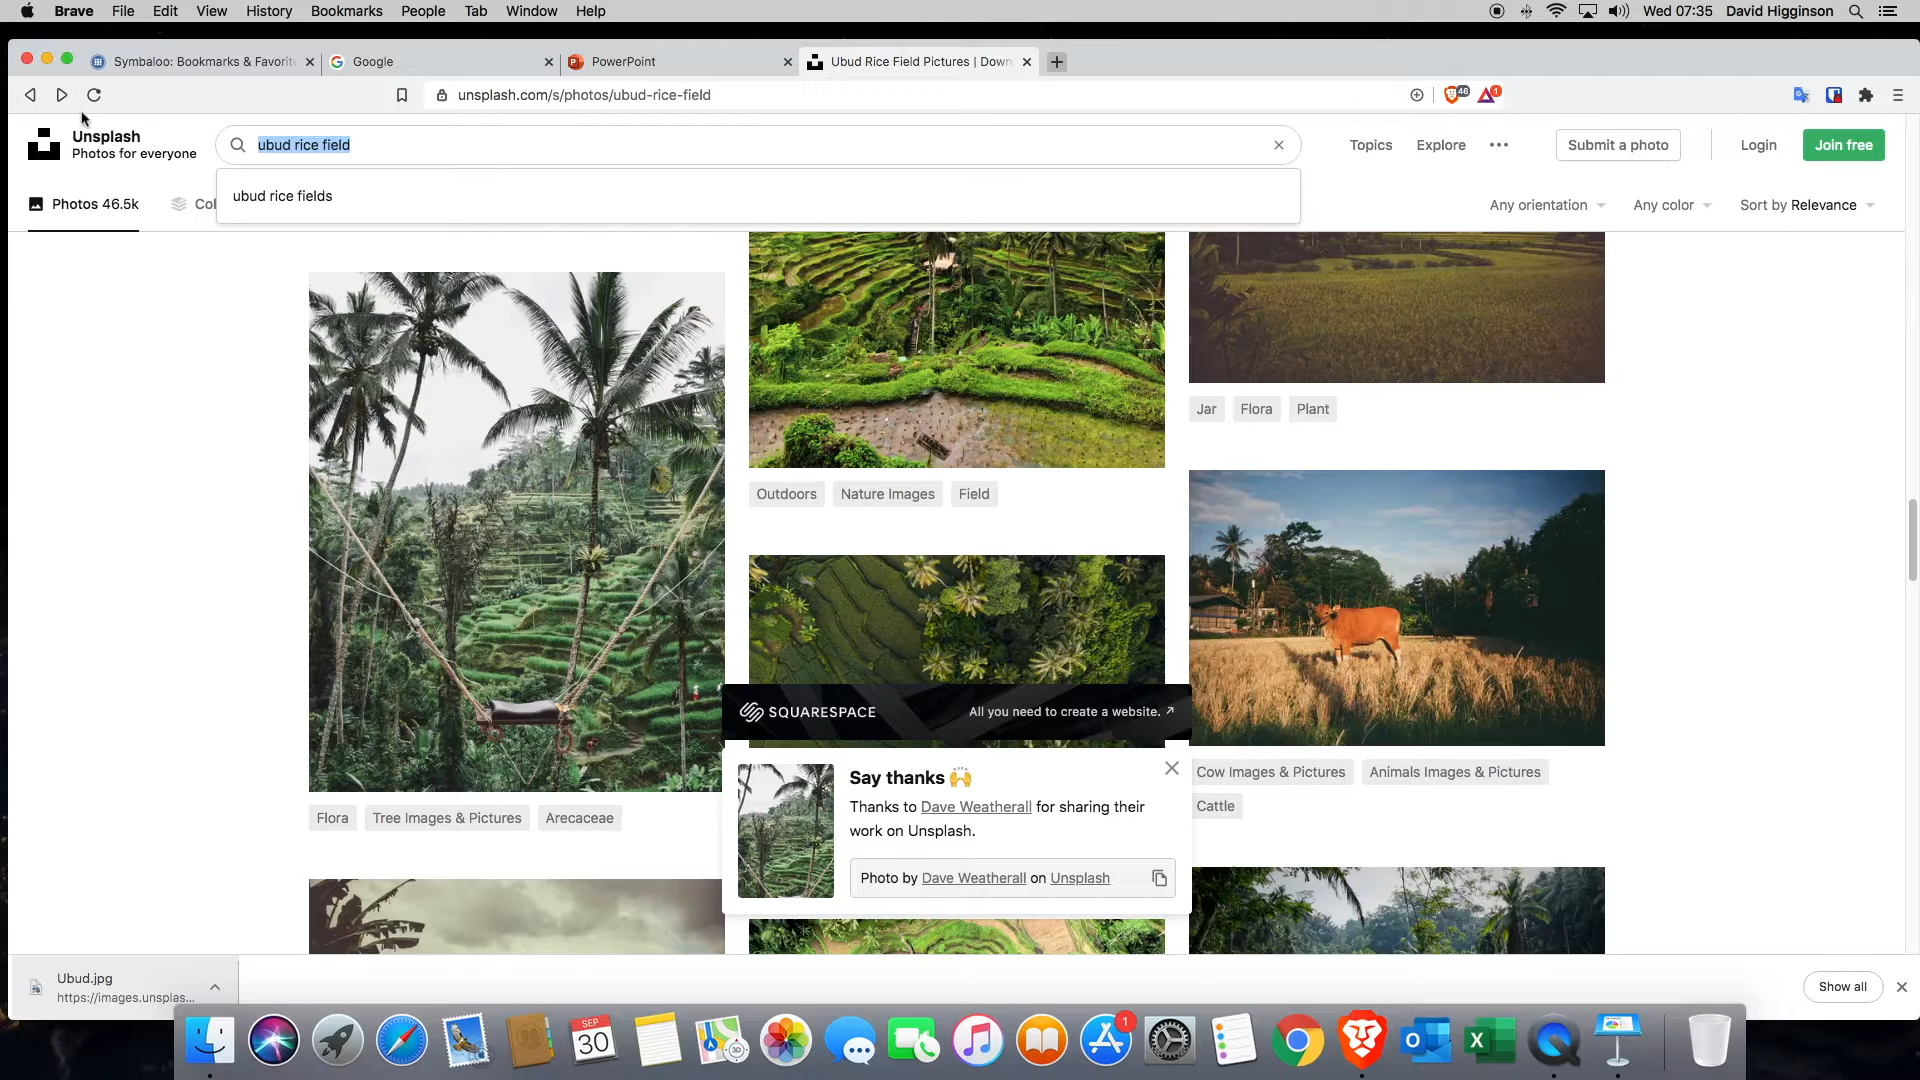 Brave File Edit View History Bookmarks People Tab Window Help Wed 07:35 David Higginson
Symbaloo: Bookmarks & Favorit Google PowerPoint Ubud Rice Field Pictures | Down
unsplash.com/s/photos/ubud-rice-field 46 1
Unsplash
Photos for everyone
ubud rice field
Topics Explore Submit a photo Login Join free
ubud rice fields
Photos 46.5k Col Any orientation Any color Sort by Relevance
Jar Flora Plant
Outdoors Nature Images Field
SQUARESPACE All you need to create a website.
Cow Images & Pictures Animals Images & Pictures
Cattle
Say thanks 🙌
Thanks to Dave Weatherall for sharing their
work on Unsplash.
Photo by Dave Weatherall on Unsplash
Flora Tree Images & Pictures Arecaceae
Ubud.jpg
https://images.unsplas...
Show all
SEP
30
3D
1